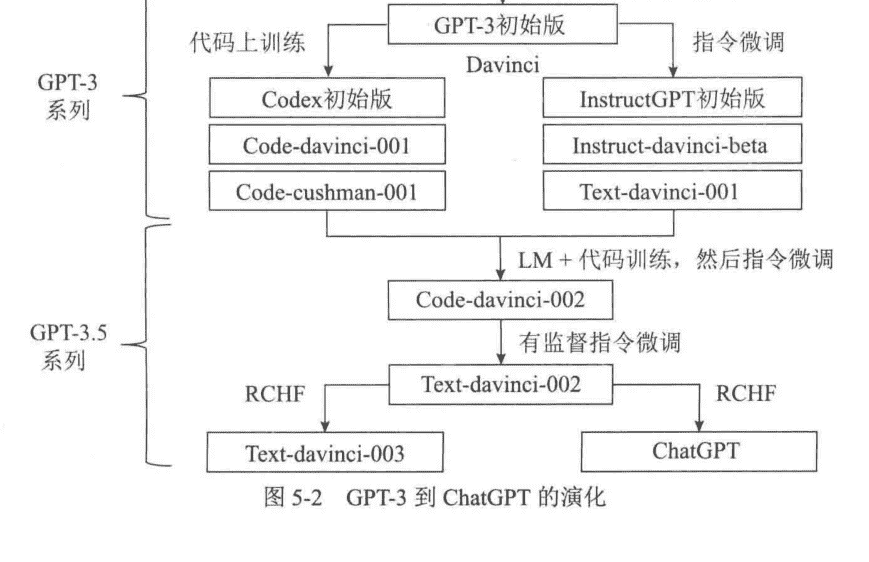 GPT-3初始版
代码上训练
指令微调
Davinci
GPT-3
系列
Codex初始版
InstructGPT初始版
Code-davinci-001
Instruct-davinci-beta
Code-cushman-001
Text-davinci-001
LM + 代码训练，然后指令微调
Code-davinci-002
GPT-3.5
系列
有监督指令微调
Text-davinci-002
RCHF
RCHF
Text-davinci-003
ChatGPT
图 5-2 GPT-3 到 ChatGPT 的演化